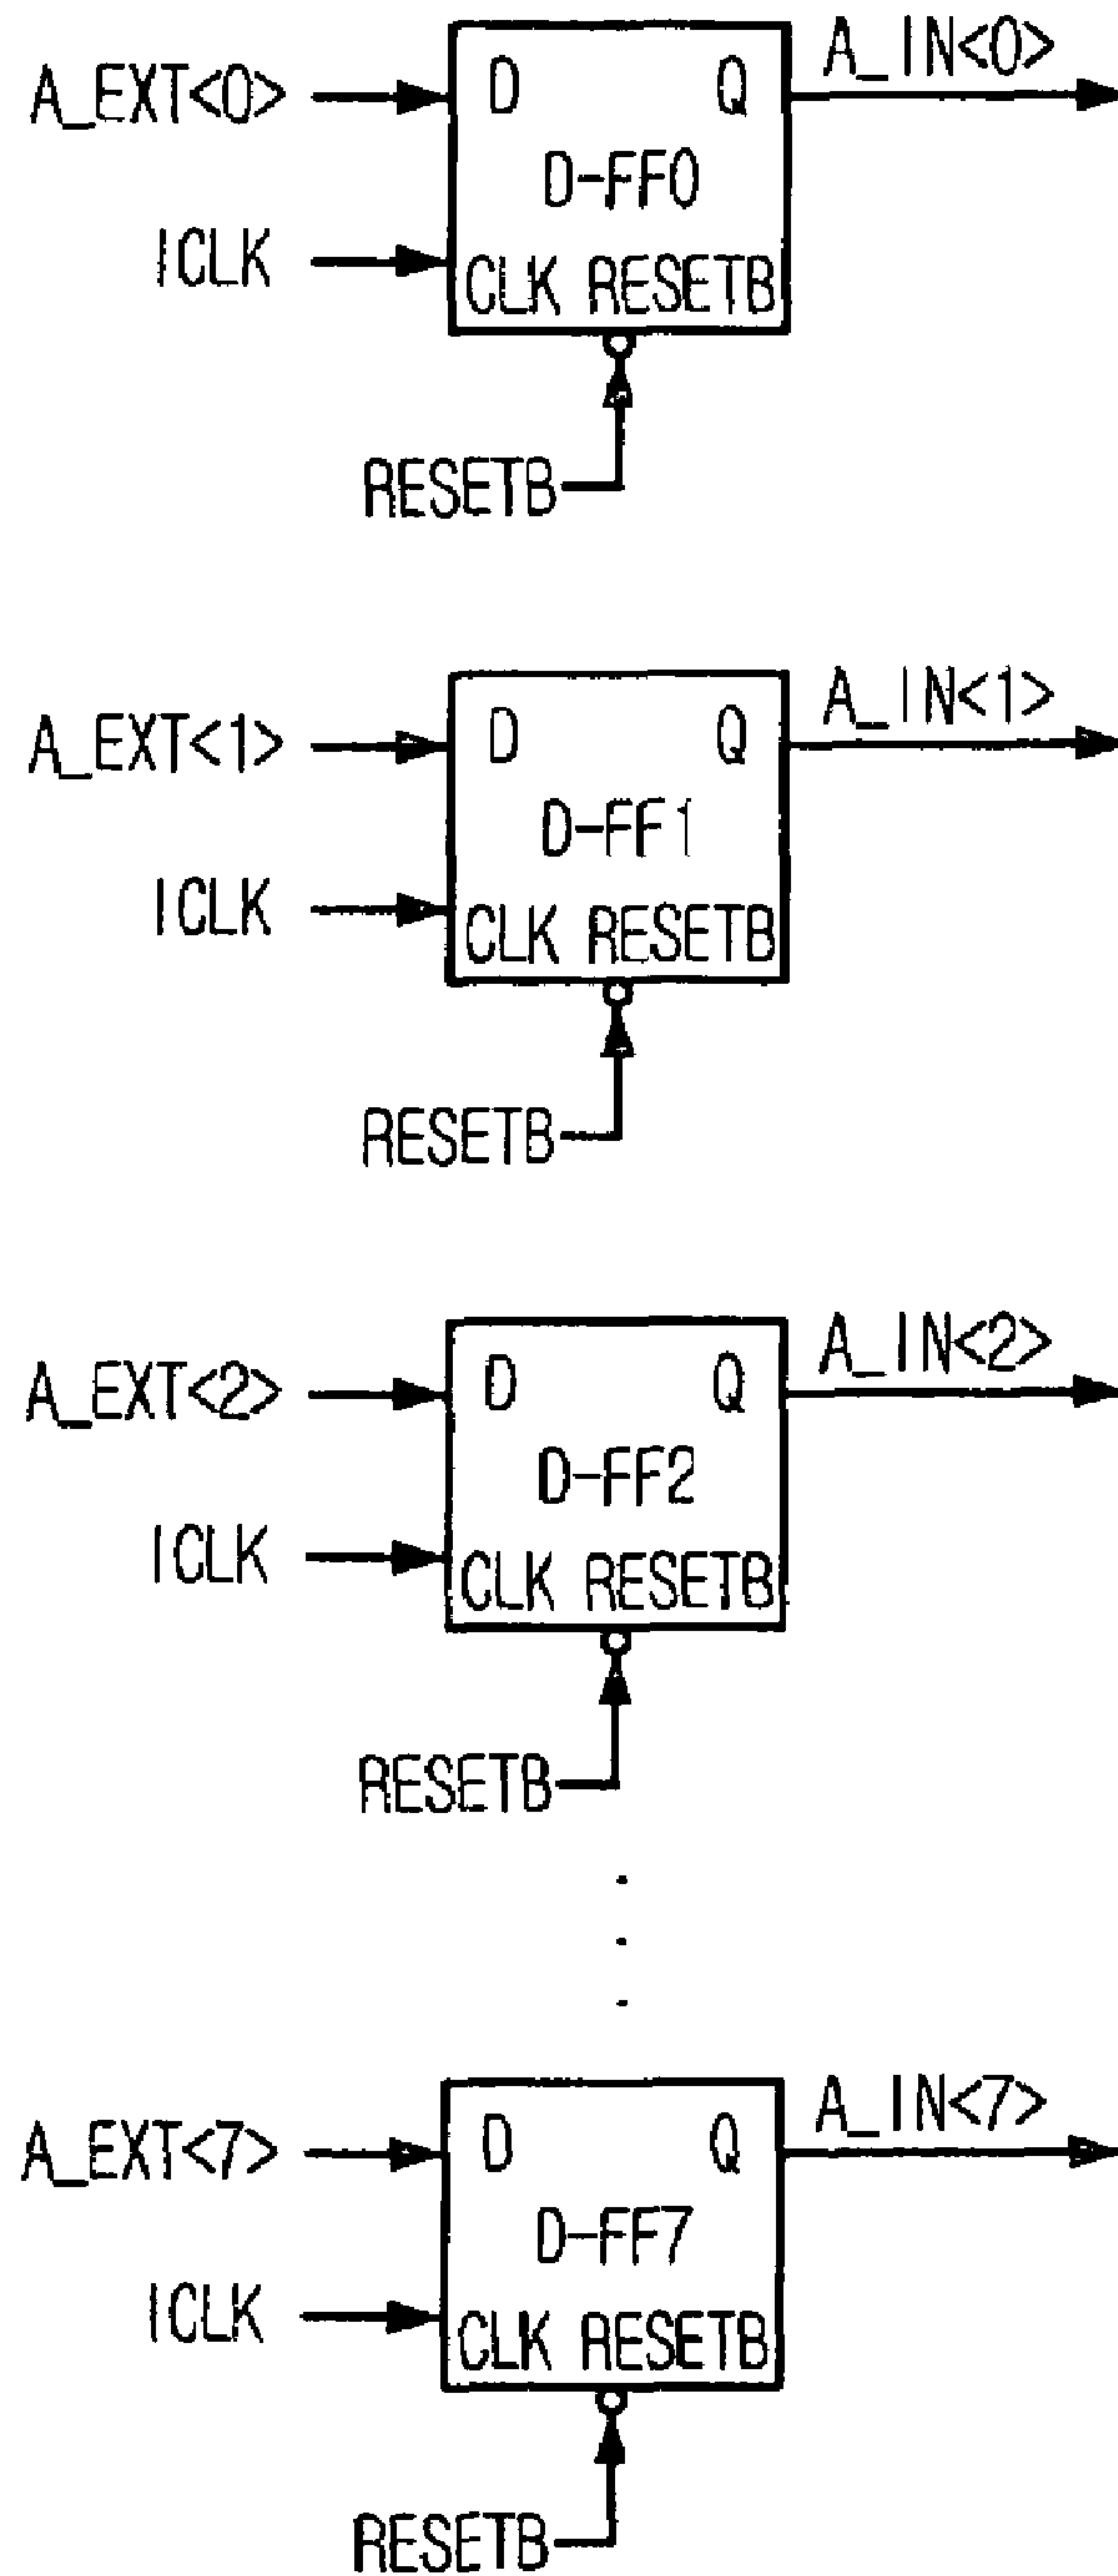 A_IN<0>
A_EXT<0> D Q
D-FF0
ICLK CLK RESETB
RESETB
A_IN<1>
A_EXT<1> D Q
D-FF1
ICLK CLK RESETB
RESETB
A_IN<2>
A_EXT<2> D Q
D-FF2
ICLK CLK RESETB
RESETB
A_IN<7>
A_EXT<7> D Q
D-FF7
ICLK CLK RESETB
RESETB